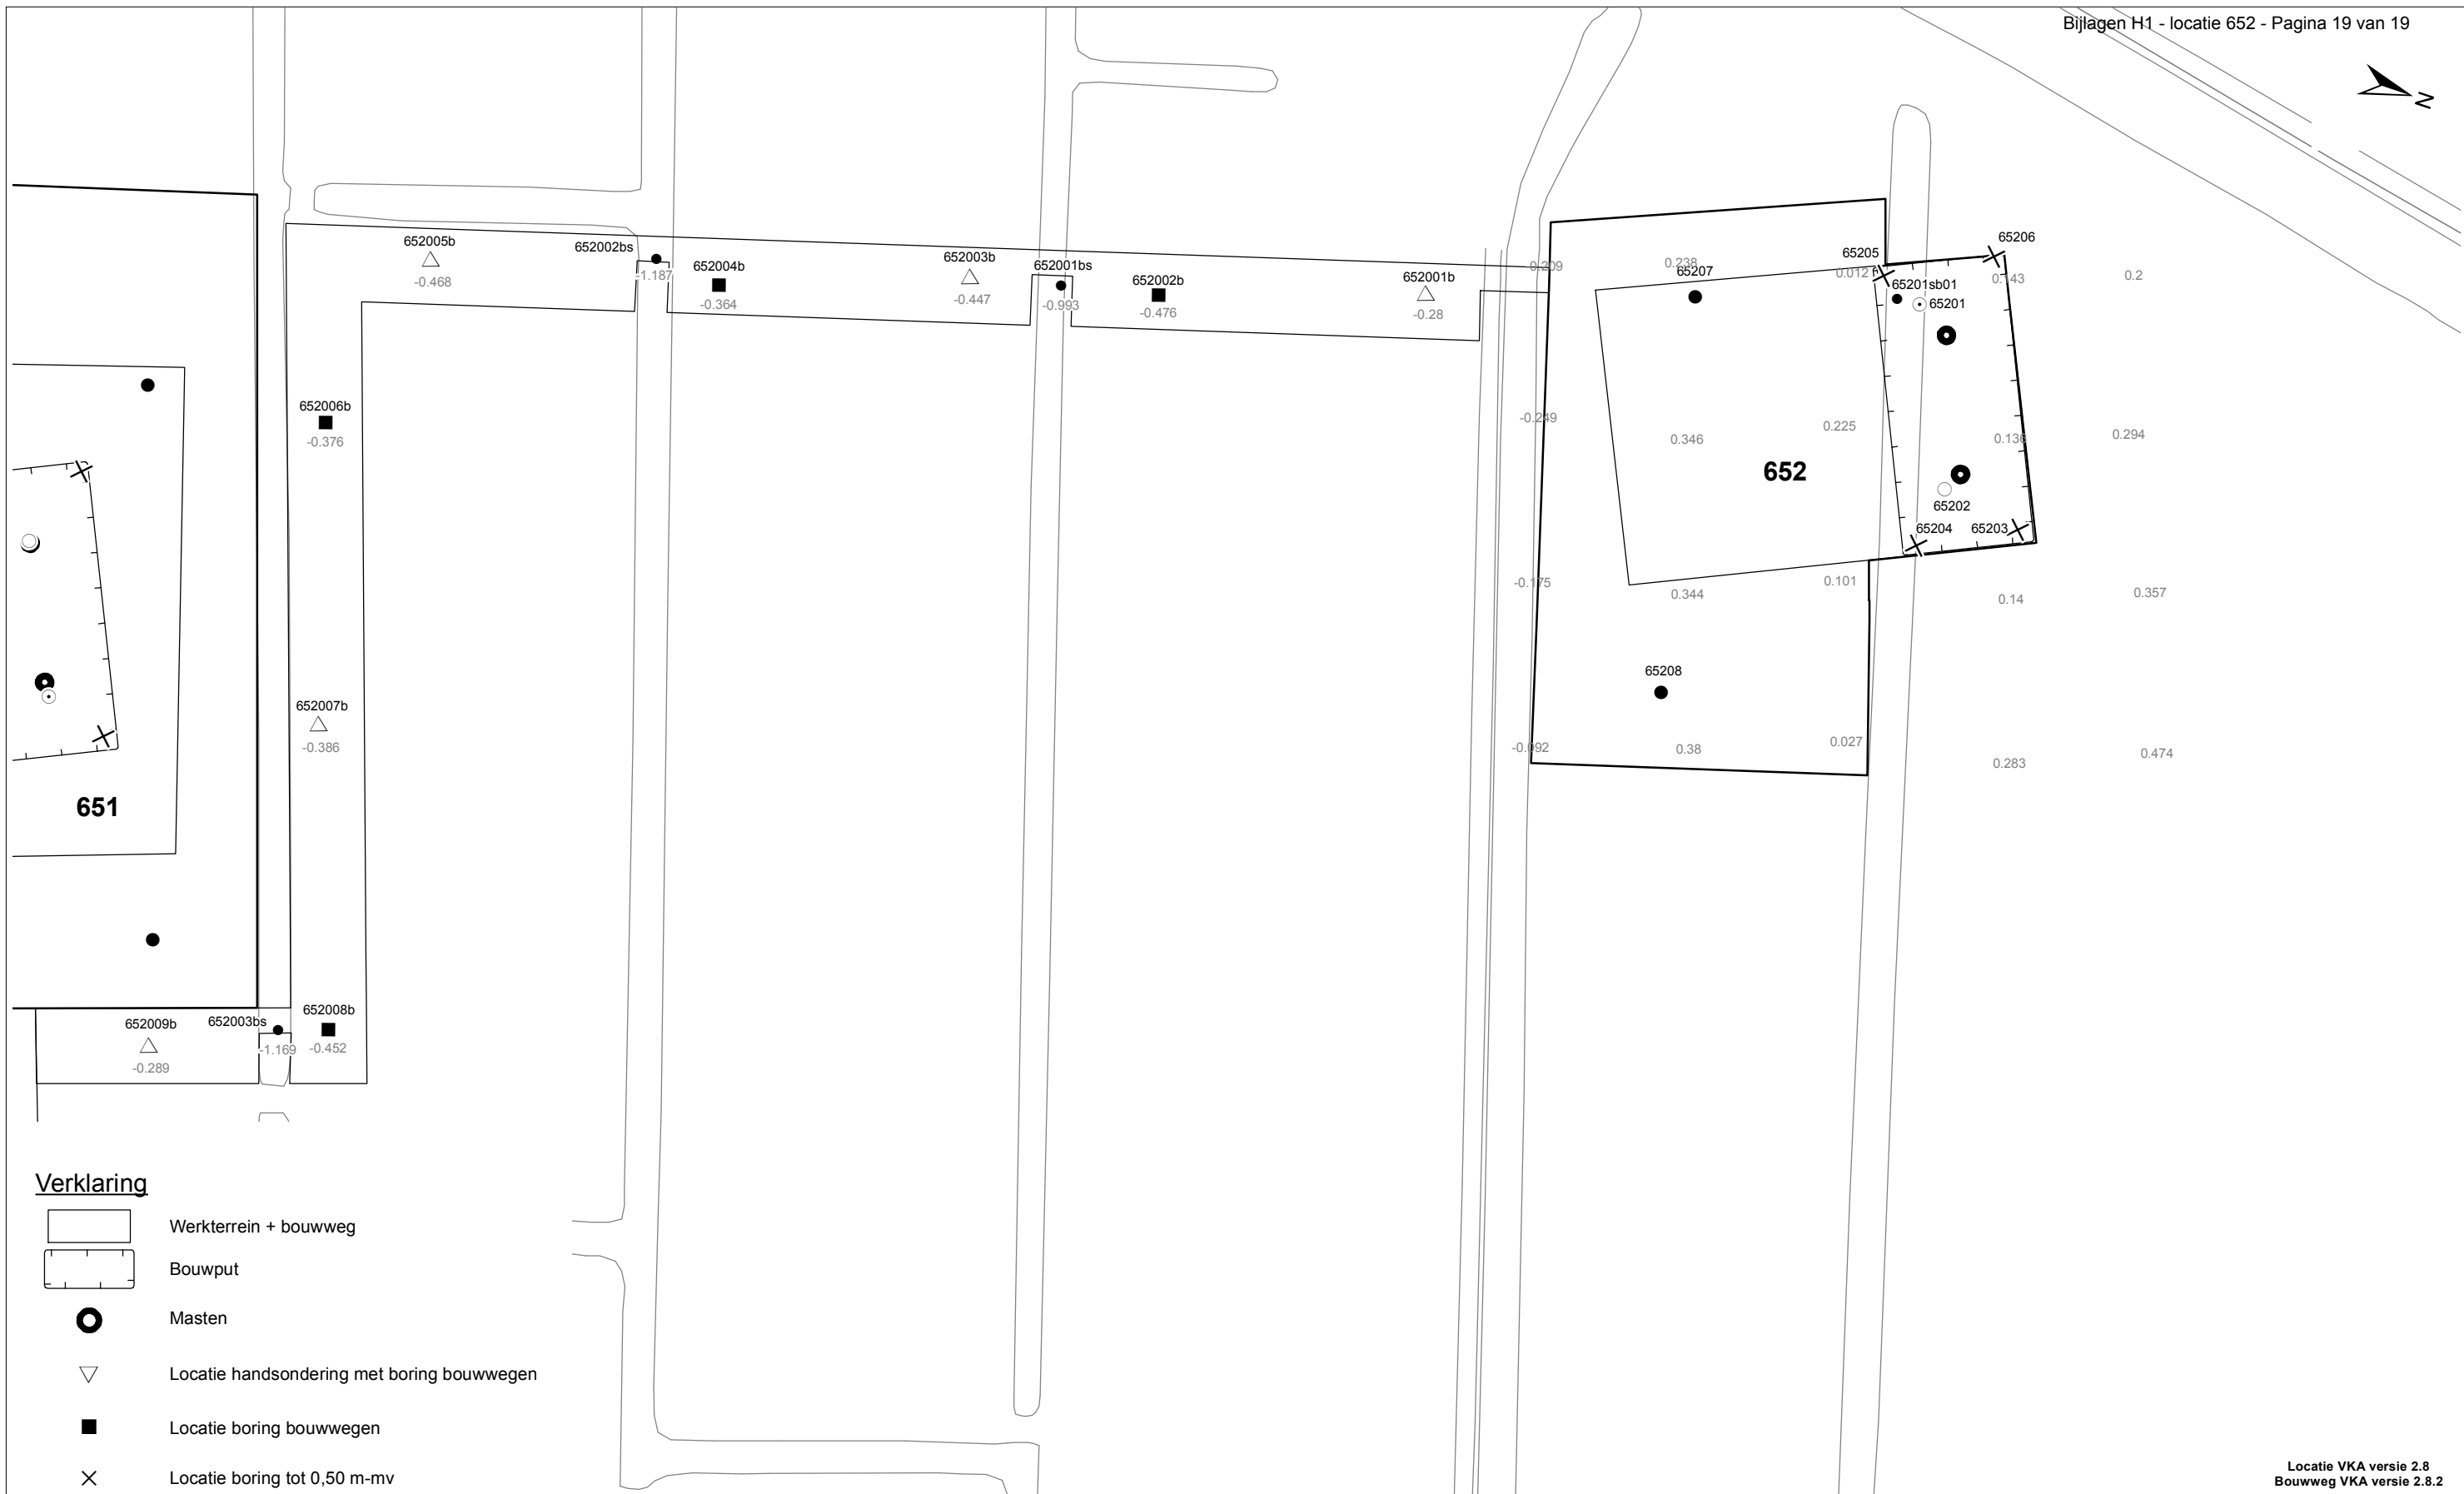 Bijlagen H1 - locatie 652 - Pagina 19 van 19
N
652005b
-0.468
652002bs
-1.187
652004b
-0.364
652003b
-0.447
652001bs
-0.993
652002b
-0.476
652001b
-0.28
652006b
-0.376
652007b
-0.386
651
652009b
-0.289
652003bs
-1.169
652008b
-0.452
0.238
65207
65205
0.012
65206
65201sb01
65201
0.143
0.2
-0.249
0.346
0.225
0.136
0.294
652
65202
65204
65203
-0.175
0.344
0.101
0.14
0.357
65208
-0.092
0.38
0.027
0.283
0.474
Verklaring
Werkterrein + bouwweg
Bouwput
Masten
Locatie handsondering met boring bouwwegen
Locatie boring bouwwegen
Locatie boring tot 0,50 m-mv
Locatie VKA versie 2.8
Bouwweg VKA versie 2.8.2